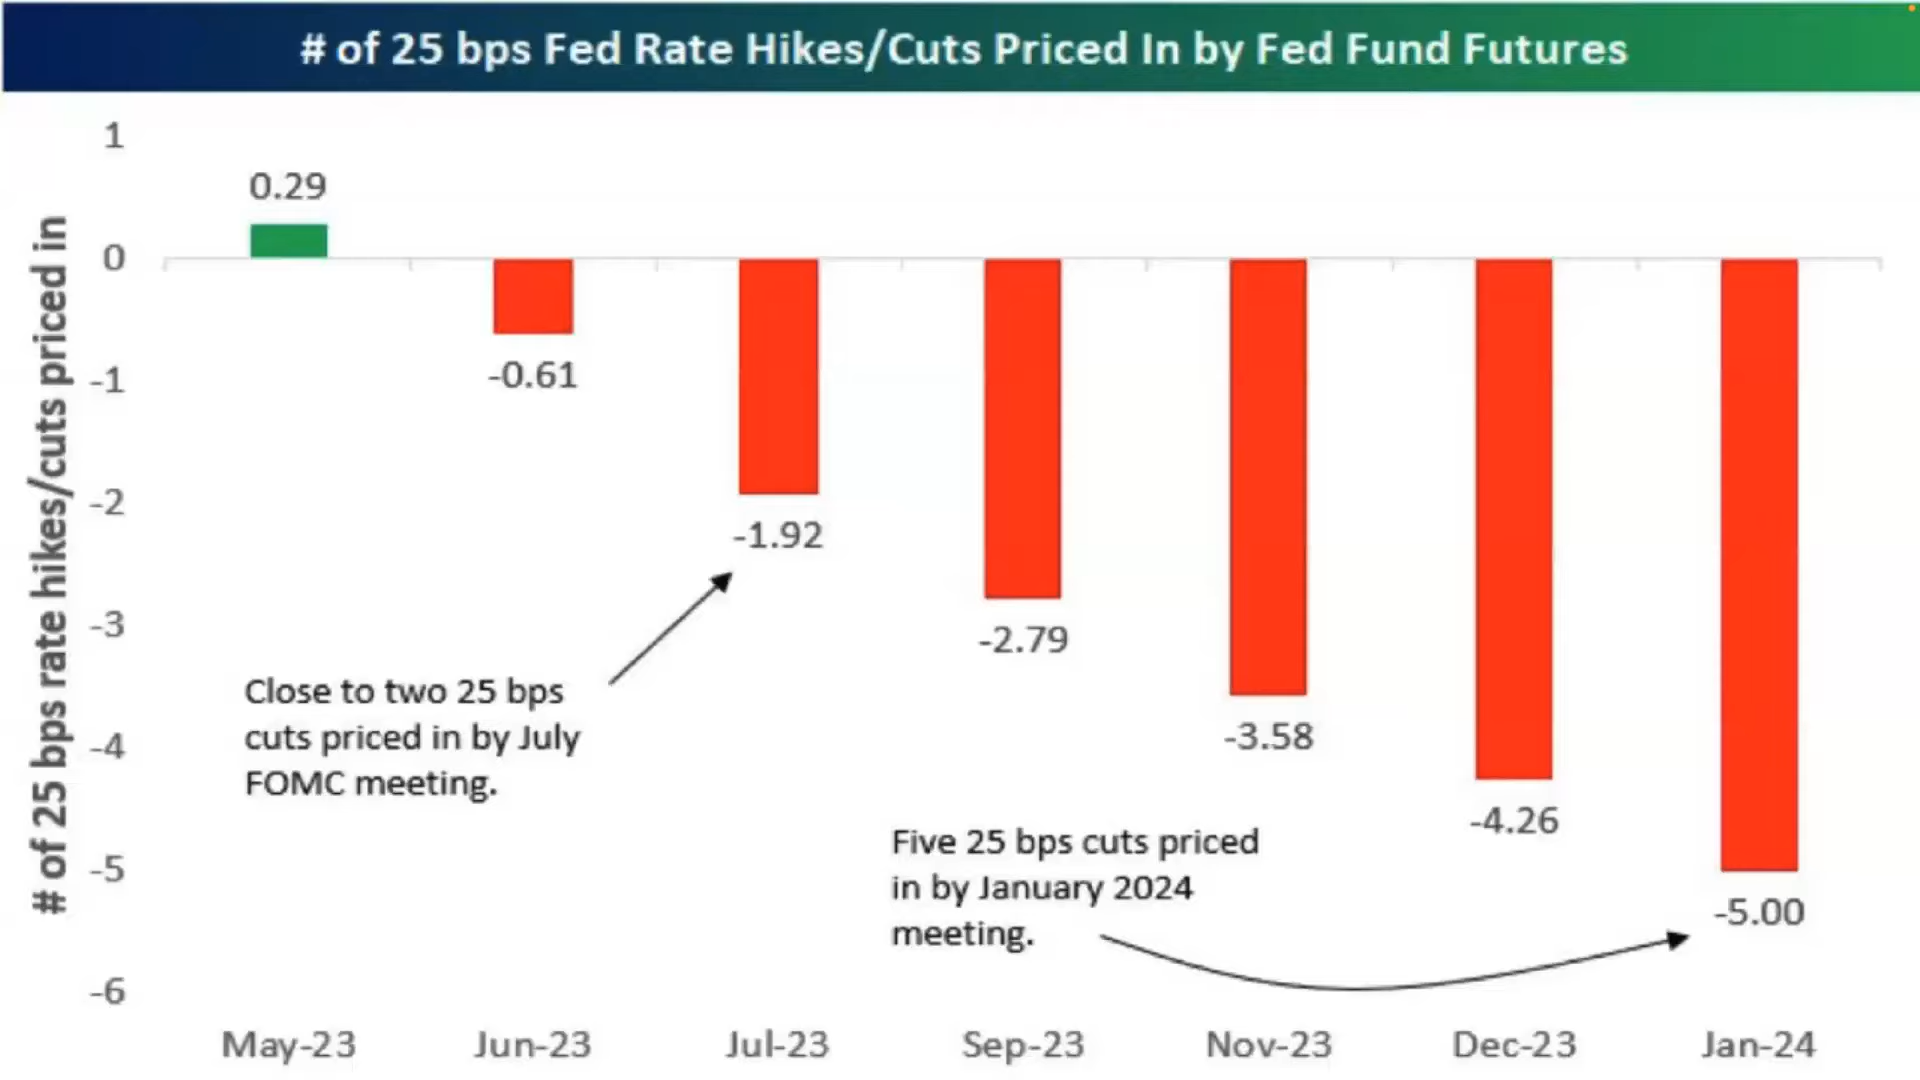 # of 25 bps Fed Rate Hikes/Cuts Priced In by Fed Fund Futures
# of 25 bps rate hikes/cuts priced in
1
0
-1
-2
-3
-4
-5
-6
0.29
-0.61
-1.92
-2.79
-3.58
-4.26
-5.00
Close to two 25 bps
cuts priced in by July
FOMC meeting.
Five 25 bps cuts priced
in by January 2024
meeting.
May-23
Jun-23
Jul-23
Sep-23
Nov-23
Dec-23
Jan-24